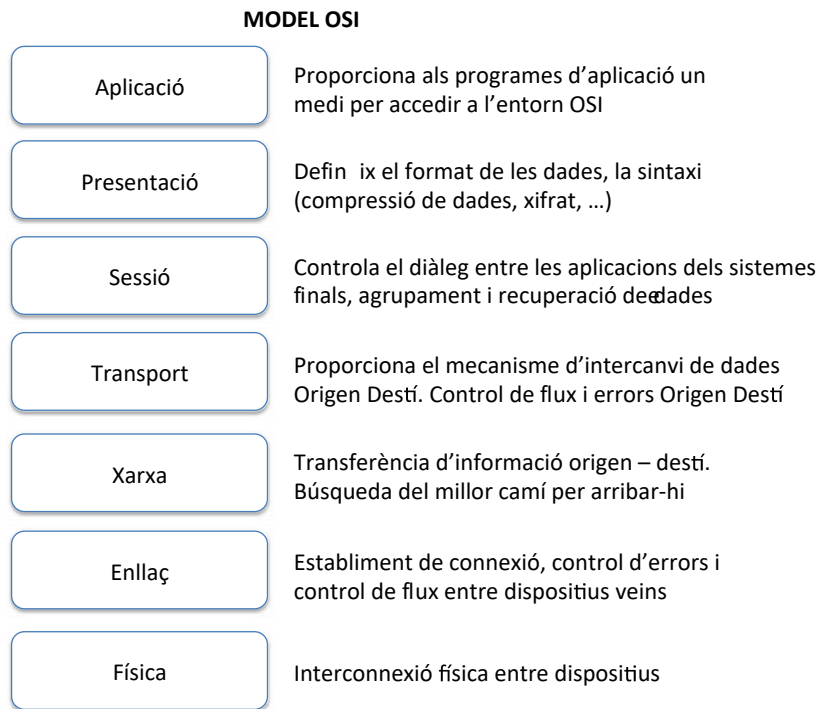 MODEL OSI
Aplicació
Proporciona als programes d’aplicació un
medi per accedir a l’entorn OSI
Presentació
Defin ix el format de les dades, la sintaxi
(compressió de dades, xifrat, …)
Sessió
Controla el diàleg entre les aplicacions dels sistemes
finals, agrupament i recuperació de dades
Transport
Proporciona el mecanisme d’intercanvi de dades
Origen Destí. Control de flux i errors Origen Destí
Xarxa
Transferència d’informació origen – destí.
Búsqueda del millor camí per arribar-hi
Enllaç
Establiment de connexió, control d’errors i
control de flux entre dispositius veins
Física
Interconnexió física entre dispositius